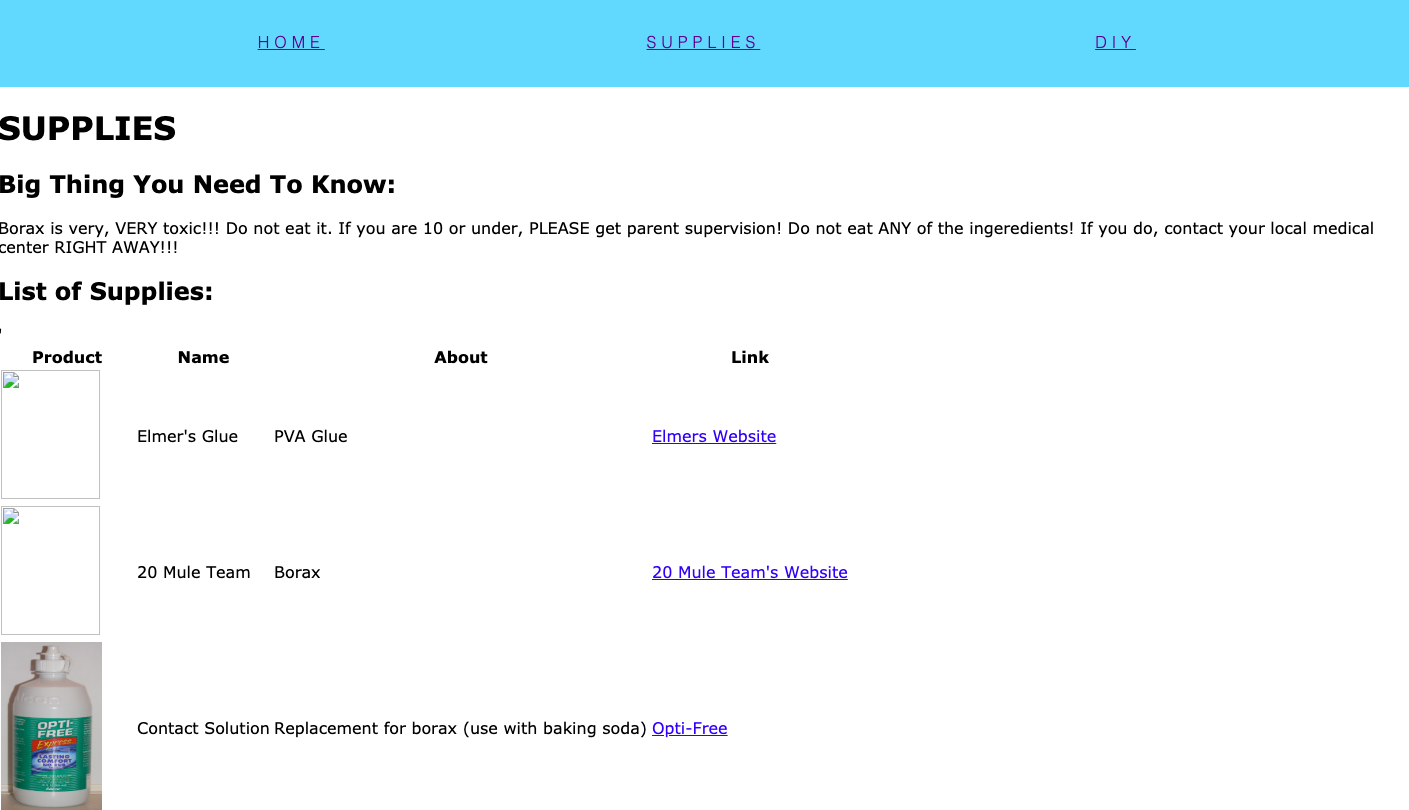 HOME SUPPLIES DIY
SUPPLIES
Big Thing You Need To Know:
Borax is very, VERY toxic!!! Do not eat it. If you are 10 or under, PLEASE get parent supervision! Do not eat ANY of the ingeredients! If you do, contact your local medical
center RIGHT AWAY!!!
List of Supplies:
Product Name About Link
Elmer's Glue PVA Glue Elmers Website
20 Mule Team Borax 20 Mule Team's Website
OPTI-
FREE
Express
LASTING
COMFORT
NO RUB
Contact Solution Replacement for borax (use with baking soda) Opti-Free